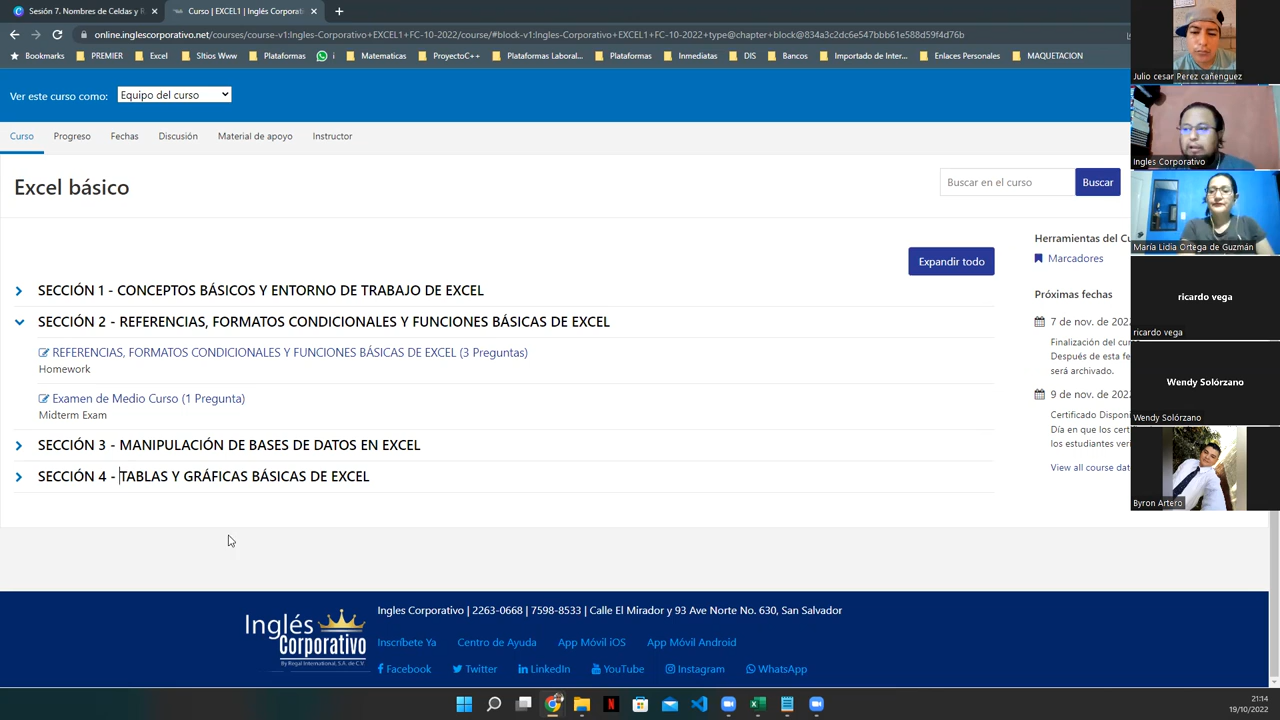 Sesión 7. Nombres de Celdas y R
Curso | EXCEL1 | Inglés Corporat
online.inglescorporativo.net/courses/course-v1:Ingles-Corporativo+EXCEL1+FC-10-2022/course/#block-v1:Ingles-Corporativo+EXCEL1+FC-10-2022+type@chapter+block@834a3c2dc6e547bbb61e588d59f4d76b
Bookmarks PREMIER Excel SItios Www Plataformas i Matematicas ProyectoC++ Plataformas Laboral... Plataformas Inmediatas DIS Bancos Importado de Inter... Enlaces Personales MAQUETACION
Ver este curso como: Equipo del curso
Curso Progreso Fechas Discusión Material de apoyo Instructor
Excel básico
Buscar en el curso Buscar
Expandir todo
SECCIÓN 1 - CONCEPTOS BÁSICOS Y ENTORNO DE TRABAJO DE EXCEL
SECCIÓN 2 - REFERENCIAS, FORMATOS CONDICIONALES Y FUNCIONES BÁSICAS DE EXCEL
REFERENCIAS, FORMATOS CONDICIONALES Y FUNCIONES BÁSICAS DE EXCEL (3 Preguntas)
Homework
Examen de Medio Curso (1 Pregunta)
Midterm Exam
SECCIÓN 3 - MANIPULACIÓN DE BASES DE DATOS EN EXCEL
SECCIÓN 4 - TABLAS Y GRÁFICAS BÁSICAS DE EXCEL
Herramientas del Cu
Marcadores
Próximas fechas
7 de nov. de 202
Finalización del cur
Después de esta fe
será archivado.
9 de nov. de 202
Certificado Disponi
Día en que los cert
los estudiantes veri
View all course dat
Julio cesar Perez cañenguez
Ingles Corporativo
María Lidia Ortega de Guzmán
ricardo vega
ricardo vega
Wendy Solórzano
Wendy Solórzano
Byron Artero
Inglés
Corporativo
By Regal International, S.A. de C.V.
Ingles Corporativo | 2263-0668 | 7598-8533 | Calle El Mirador y 93 Ave Norte No. 630, San Salvador
Inscríbete Ya Centro de Ayuda App Móvil iOS App Móvil Android
Facebook Twitter LinkedIn YouTube Instagram WhatsApp
21:14
19/10/2022